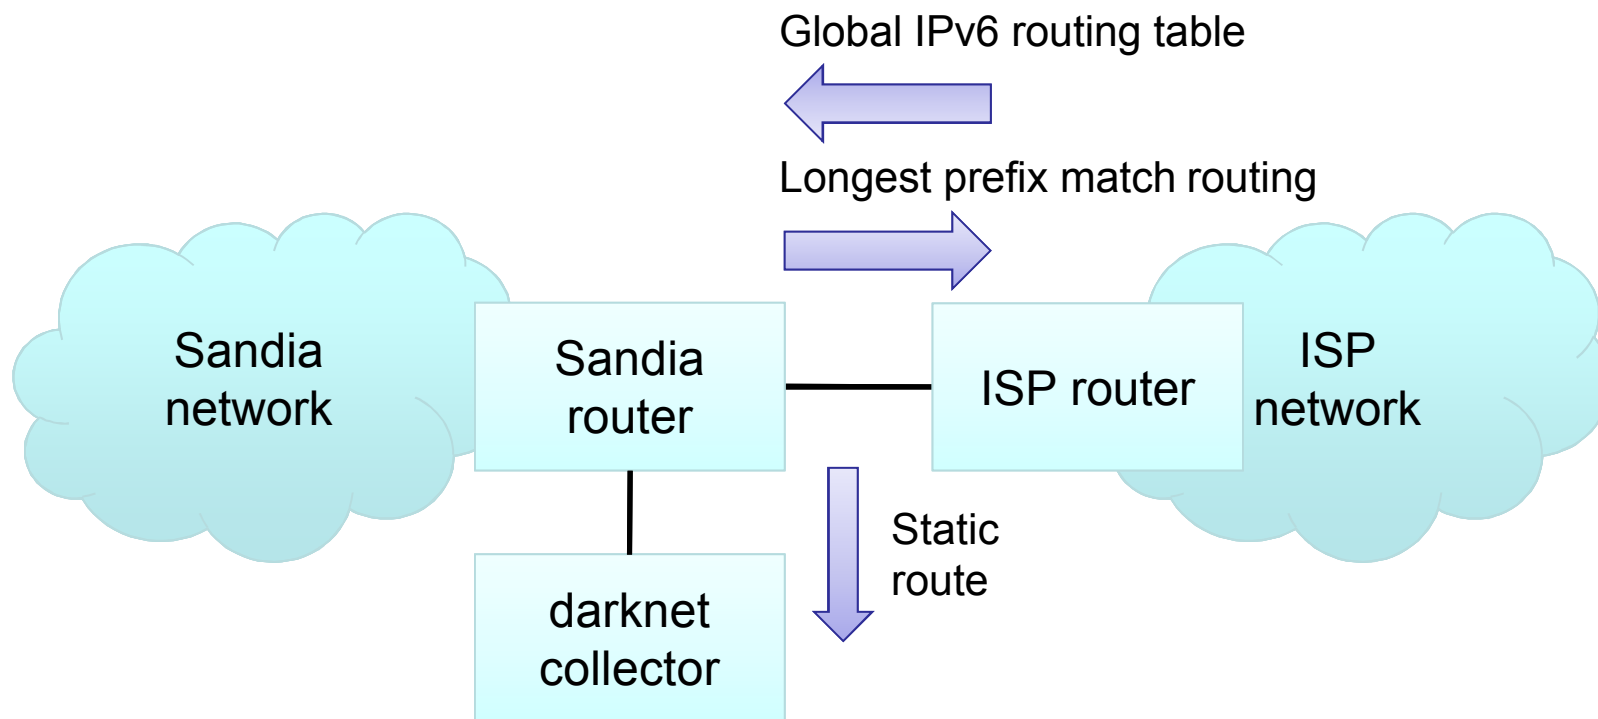 Global IPv6 routing table
Longest prefix match routing
Sandia
network
Sandia
router
ISP router
ISP
network
Static
route
darknet
collector